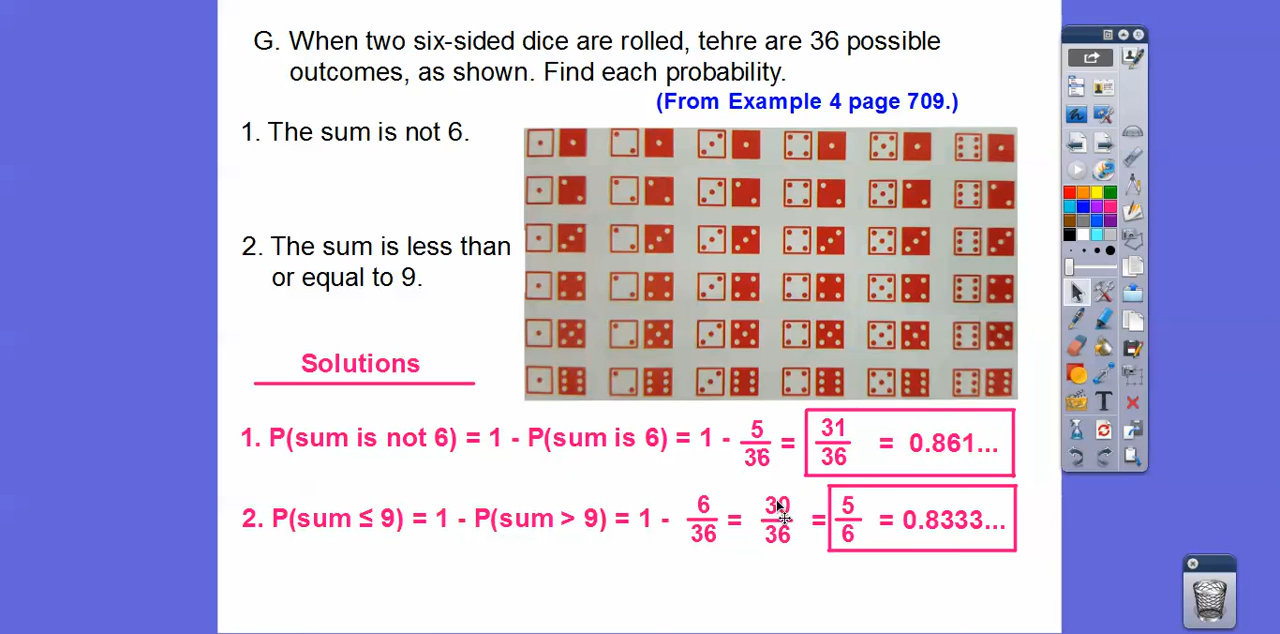 G. When two six-sided dice are rolled, tehre are 36 possible
outcomes, as shown. Find each probability.
(From Example 4 page 709.)
1. The sum is not 6.
2. The sum is less than
or equal to 9.
Solutions
1. P(sum is not 6) = 1 - P(sum is 6) = 1 - 5/36 = 31/36 = 0.861...
2. P(sum ≤ 9) = 1 - P(sum > 9) = 1 - 6/36 = 30/36 = 5/6 = 0.8333...